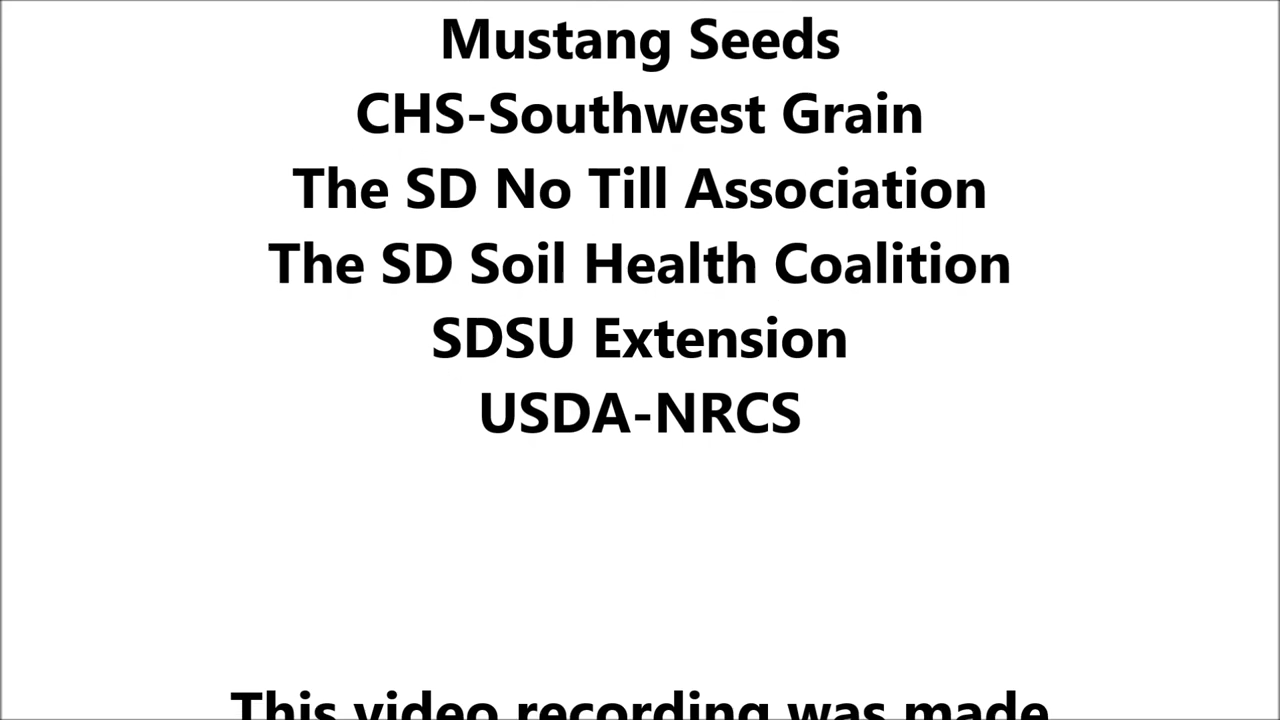 Mustang Seeds
CHS-Southwest Grain
The SD No Till Association
The SD Soil Health Coalition
SDSU Extension
USDA-NRCS
This video recording was made